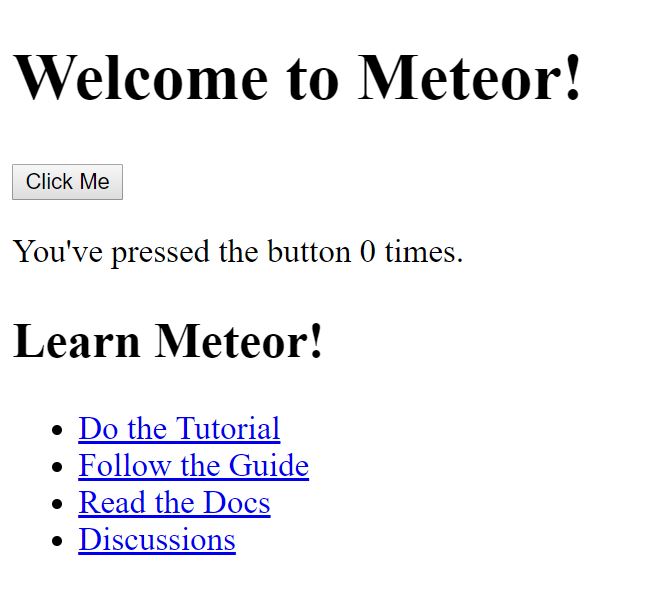 Welcome to Meteor!
Click Me
You've pressed the button 0 times.
Learn Meteor!
Do the Tutorial
Follow the Guide
Read the Docs
Discussions